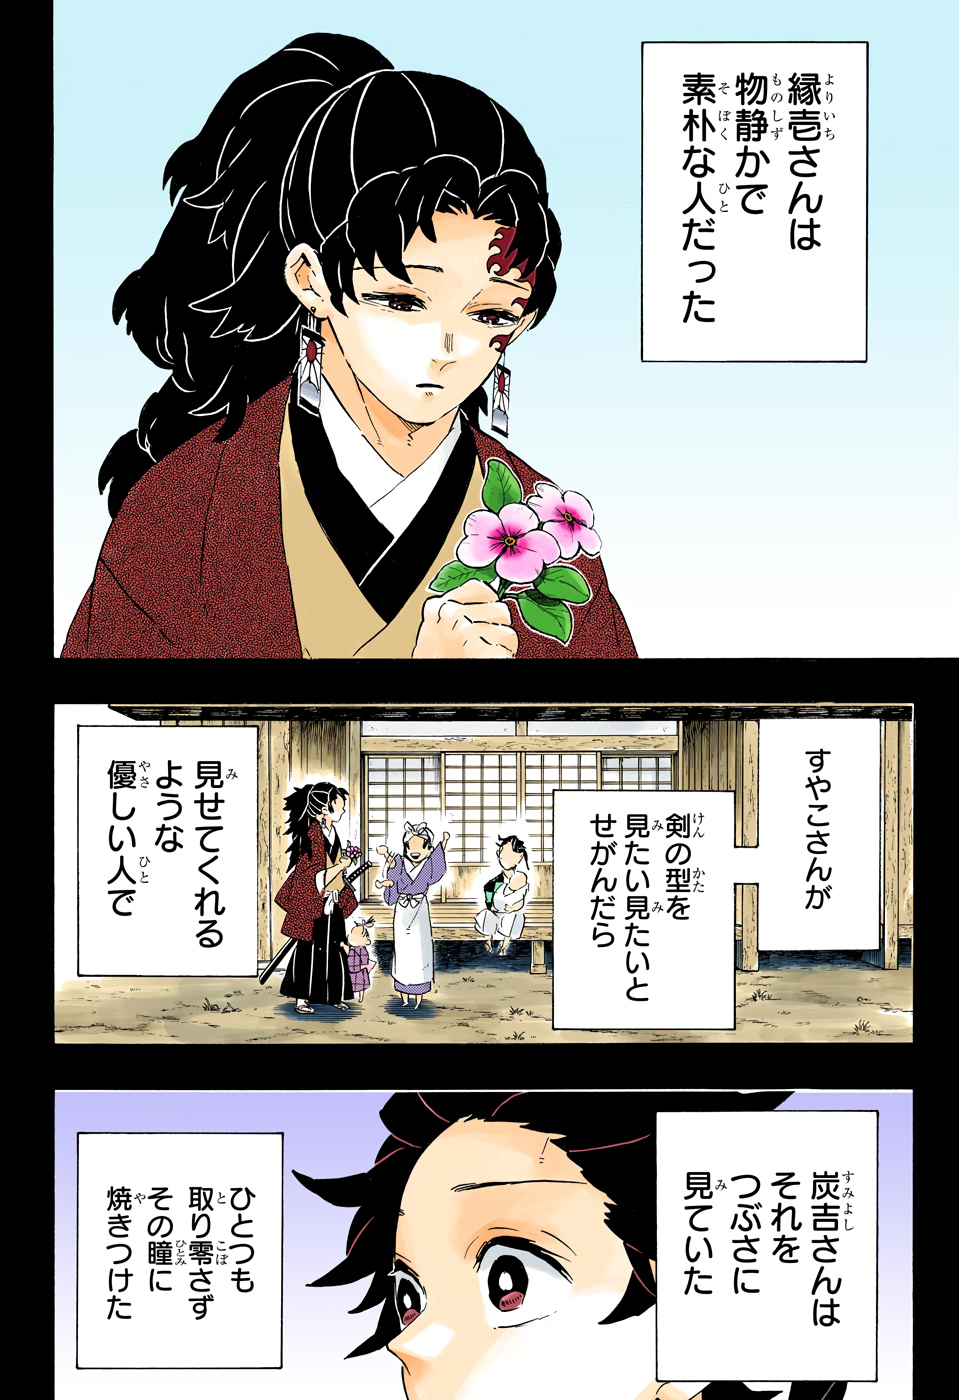 縁壱さんは
物静かで
素朴な人だった
すやこさんが
剣の型を
見たい見たいと
せがんだら
見せてくれる
ような
優しい人で
炭吉さんは
それを
つぶさに
見ていた
ひとつも
取り零さず
その瞳に
焼きつけた